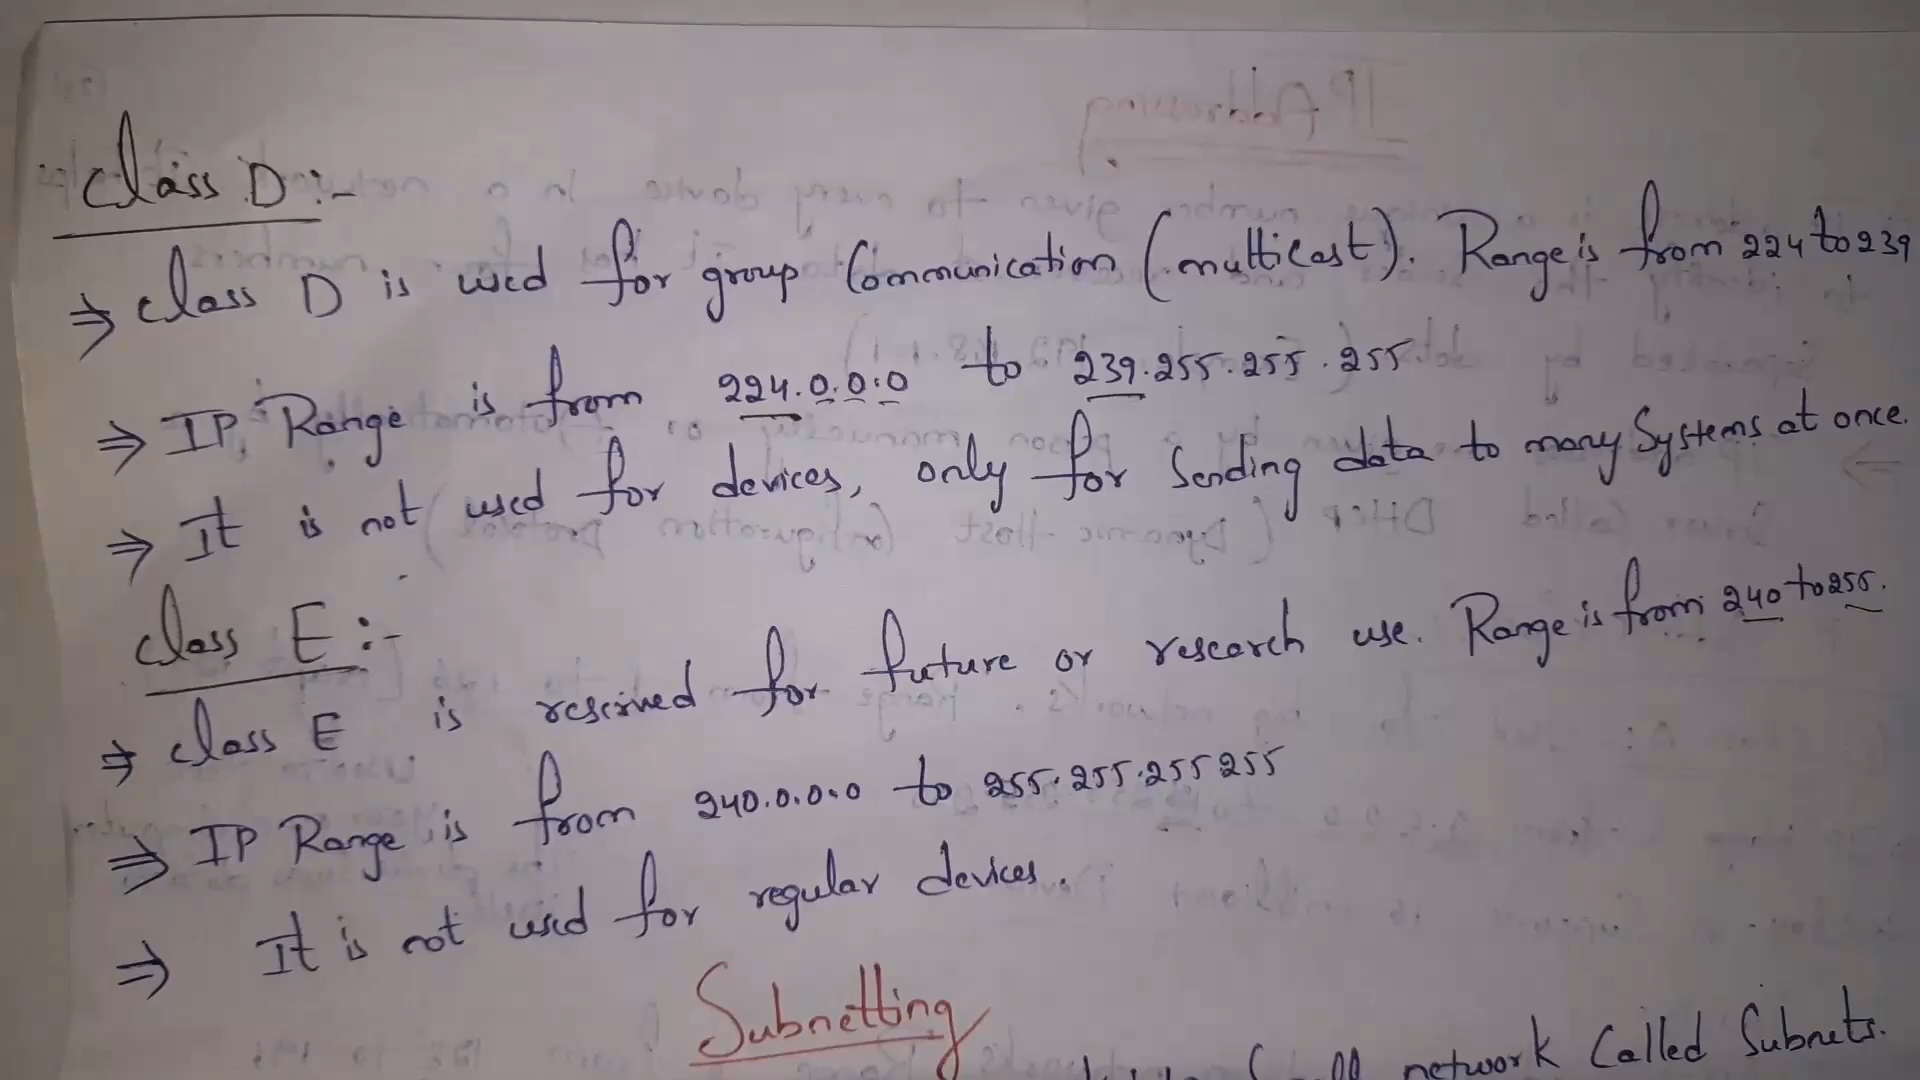 Class D :-
⇒ Class D is used for group Communication (multicast). Range is from 224 to 239
⇒ IP Range is from 224.0.0.0 to 239.255.255.255
⇒ It is not used for devices, only for Sending data to many Systems at once.
Class E :-
⇒ Class E is reserved for future or research use. Range is from 240 to 255.
⇒ IP Range is from 240.0.0.0 to 255.255.255 255
⇒ It is not used for regular devices.
Subnetting
network Called Subnets.